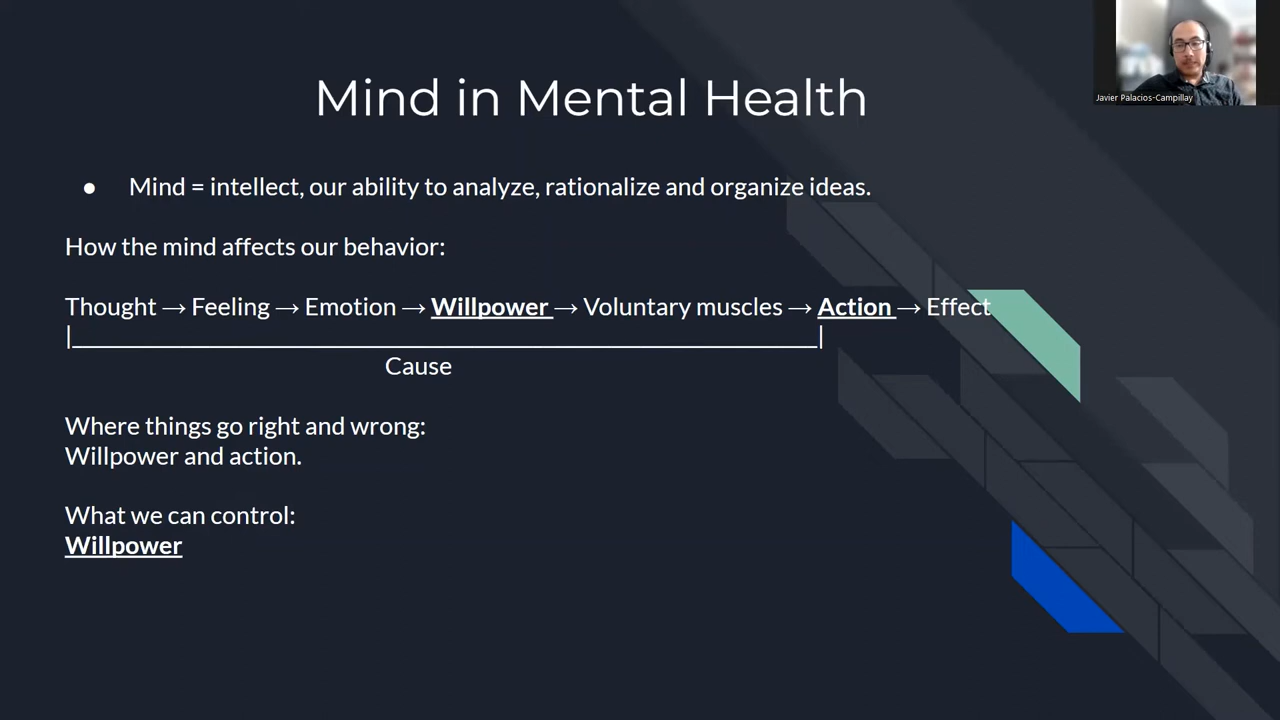 Javier Palacios-Campillay
Mind in Mental Health
● Mind = intellect, our ability to analyze, rationalize and organize ideas.
How the mind affects our behavior:
Thought → Feeling → Emotion → Willpower → Voluntary muscles → Action → Effect
|_______________________________________________________|
Cause
Where things go right and wrong:
Willpower and action.
What we can control:
Willpower